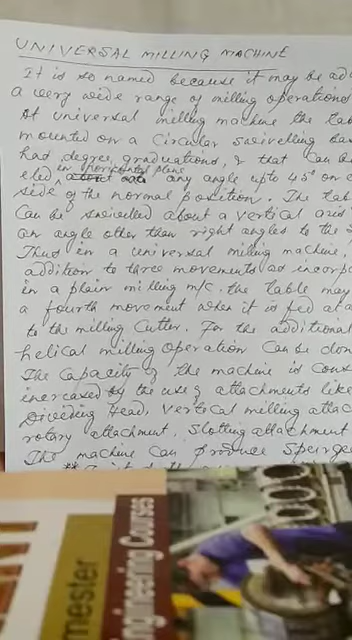 UNIVERSAL MILLING MACHINE
It is so named because it may be ad
a very wide range of milling operations
At universal milling machine the tab
mounted on a circular swivelling ba
has degree graduations, & that can be
in horizontal plane
eled any angle upto 45° on e
side of the normal position. The tab
can be swivelled about a vertical axis
an angle other than right angles to the S
Thus in a universal milling machine,
addition to three movements as incorp
in a plain milling m/c. the table may
a fourth movement when it is fed at a
to the milling cutter. For the additional
helical milling operation can be don
The capacity of the machine is cons
increased by the use of attachments like
Dividing Head, Vertical milling attac
rotary attachment, slotting attachment
The machine can produce
mester
ngineering Courses